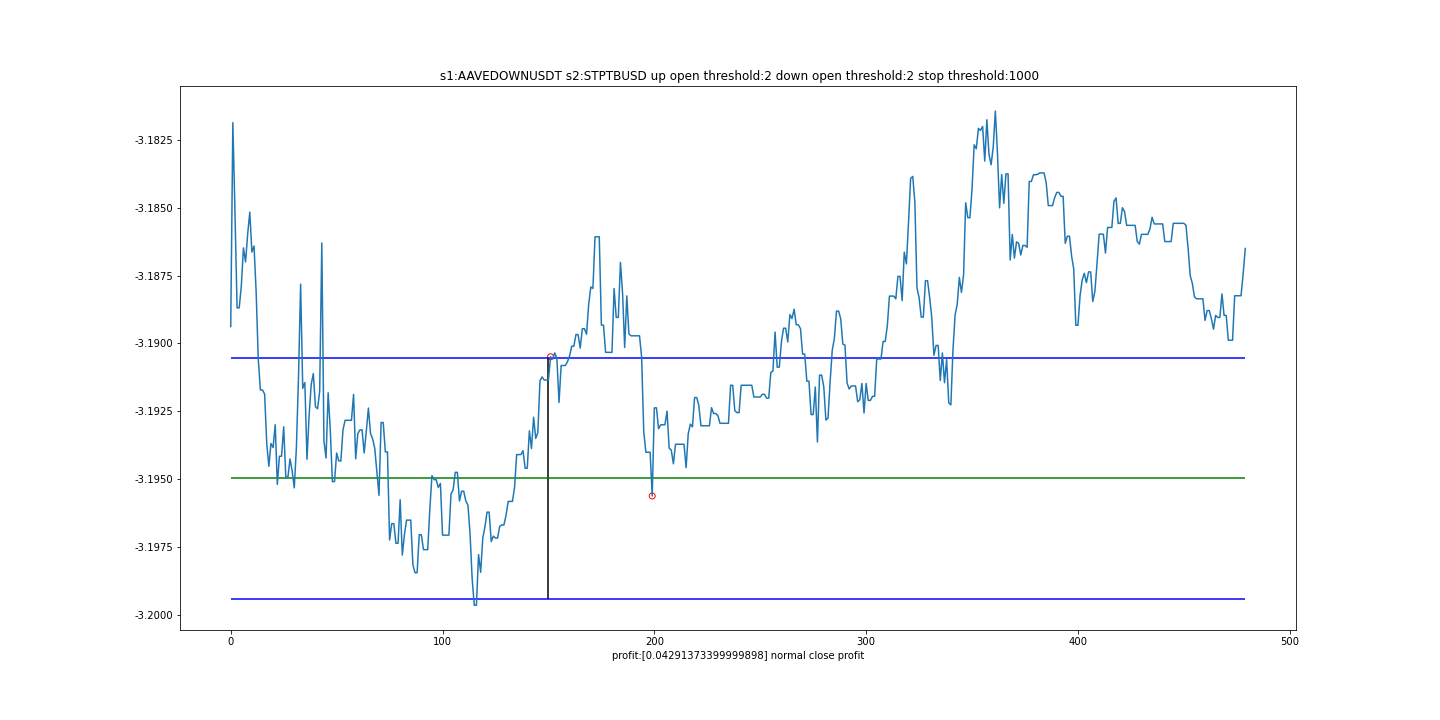 s1:AAVEDOWNUSDT s2:STPTBUSD up open threshold:2 down open threshold:2 stop threshold:1000
-3.1825
-3.1850
-3.1875
-3.1900
-3.1925
-3.1950
-3.1975
-3.2000
0 100 200 300 400 500
profit:[0.04291373399999898] normal close profit